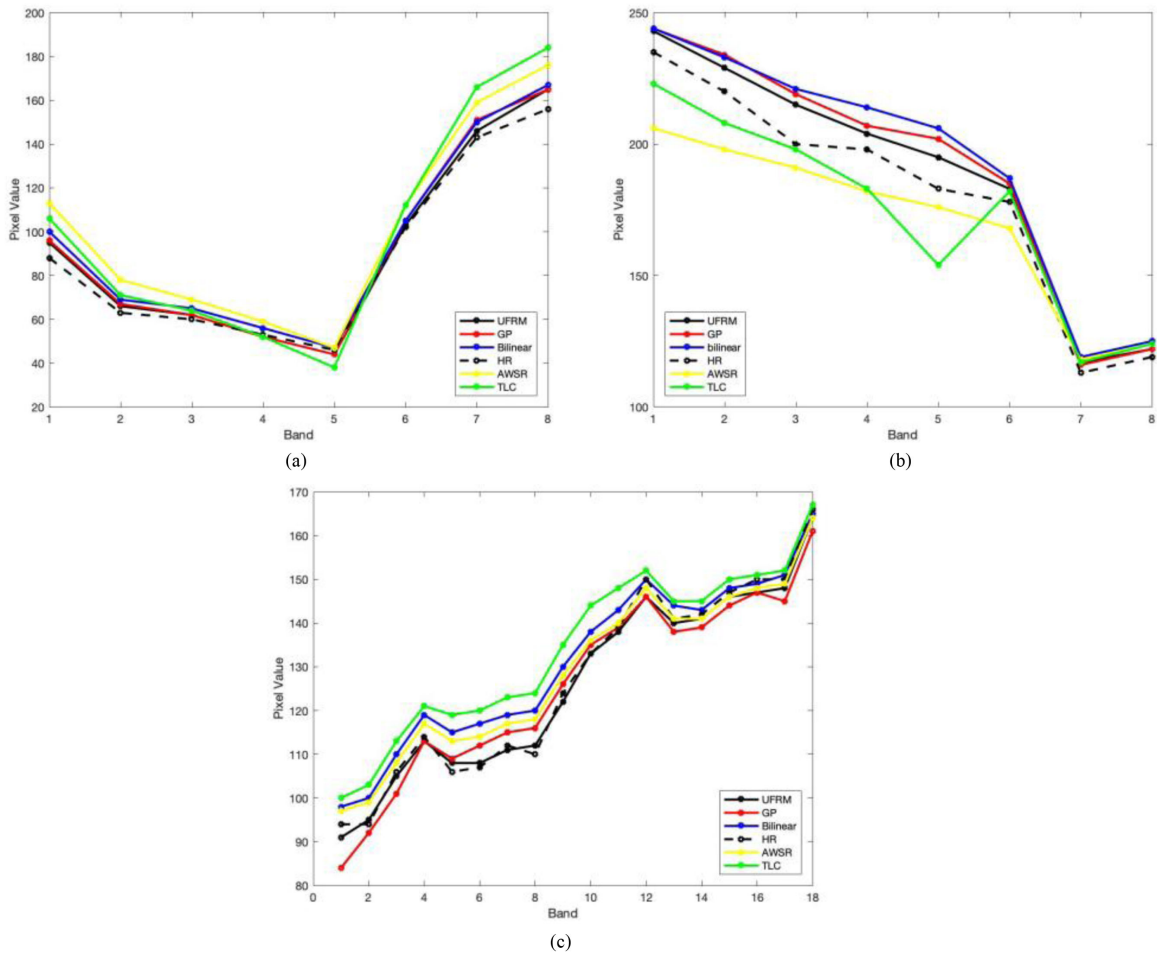 200
180
160
140
120
100
80
60
40
20
Pixel Value
1 2 3 4 5 6 7 8
Band
UFRM
GP
Bilinear
HR
AWSR
TLC
(a)
250
200
150
100
Pixel Value
1 2 3 4 5 6 7 8
Band
UFRM
GP
bilinear
HR
AWSR
TLC
(b)
170
160
150
140
130
120
110
100
90
80
Pixel Value
0 2 4 6 8 10 12 14 16 18
Band
UFRM
GP
Bilinear
HR
AWSR
TLC
(c)